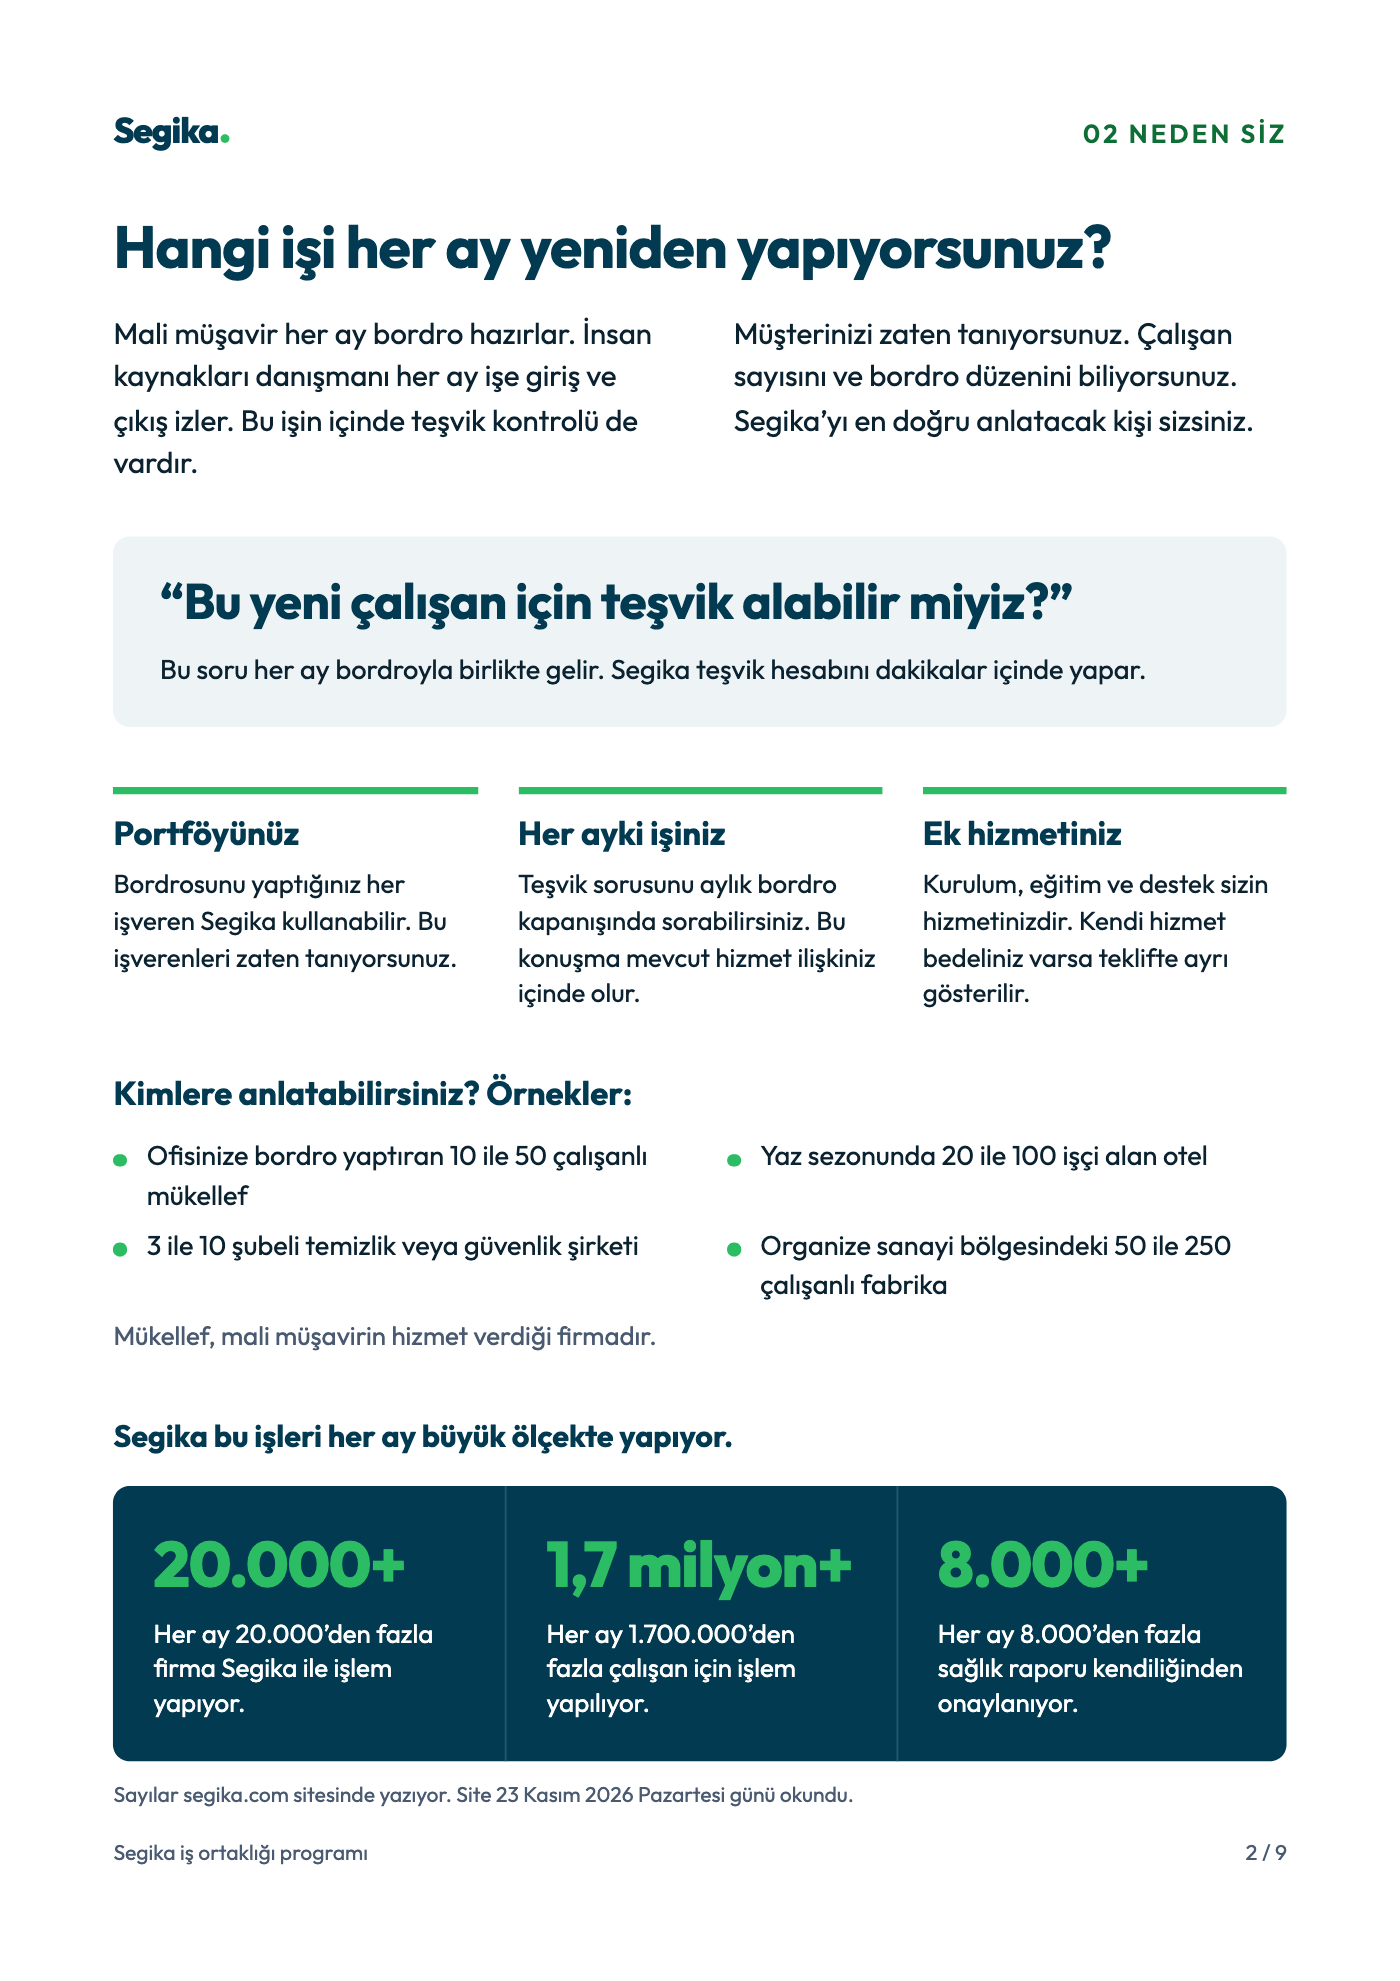 Segika.
02 NEDEN SİZ
Hangi işi her ay yeniden yapıyorsunuz?
Mali müşavir her ay bordro hazırlar. İnsan
kaynakları danışmanı her ay işe giriş ve
çıkış izler. Bu işin içinde teşvik kontrolü de
vardır.
Müşterinizi zaten tanıyorsunuz. Çalışan
sayısını ve bordro düzenini biliyorsunuz.
Segika’yı en doğru anlatacak kişi sizsiniz.
“Bu yeni çalışan için teşvik alabilir miyiz?”
Bu soru her ay bordroyla birlikte gelir. Segika teşvik hesabını dakikalar içinde yapar.
Portföyünüz
Bordrosunu yaptığınız her
işveren Segika kullanabilir. Bu
işverenleri zaten tanıyorsunuz.
Her ayki işiniz
Teşvik sorusunu aylık bordro
kapanışında sorabilirsiniz. Bu
konuşma mevcut hizmet ilişkiniz
içinde olur.
Ek hizmetiniz
Kurulum, eğitim ve destek sizin
hizmetinizdir. Kendi hizmet
bedeliniz varsa teklifte ayrı
gösterilir.
Kimlere anlatabilirsiniz? Örnekler:
Ofisinize bordro yaptıran 10 ile 50 çalışanlı
mükellef
Yaz sezonunda 20 ile 100 işçi alan otel
3 ile 10 şubeli temizlik veya güvenlik şirketi
Organize sanayi bölgesindeki 50 ile 250
çalışanlı fabrika
Mükellef, mali müşavirin hizmet verdiği firmadır.
Segika bu işleri her ay büyük ölçekte yapıyor.
20.000+
Her ay 20.000’den fazla
firma Segika ile işlem
yapıyor.
1,7 milyon+
Her ay 1.700.000’den
fazla çalışan için işlem
yapılıyor.
8.000+
Her ay 8.000’den fazla
sağlık raporu kendiliğinden
onaylanıyor.
Sayılar segika.com sitesinde yazıyor. Site 23 Kasım 2026 Pazartesi günü okundu.
Segika iş ortaklığı programı
2 / 9